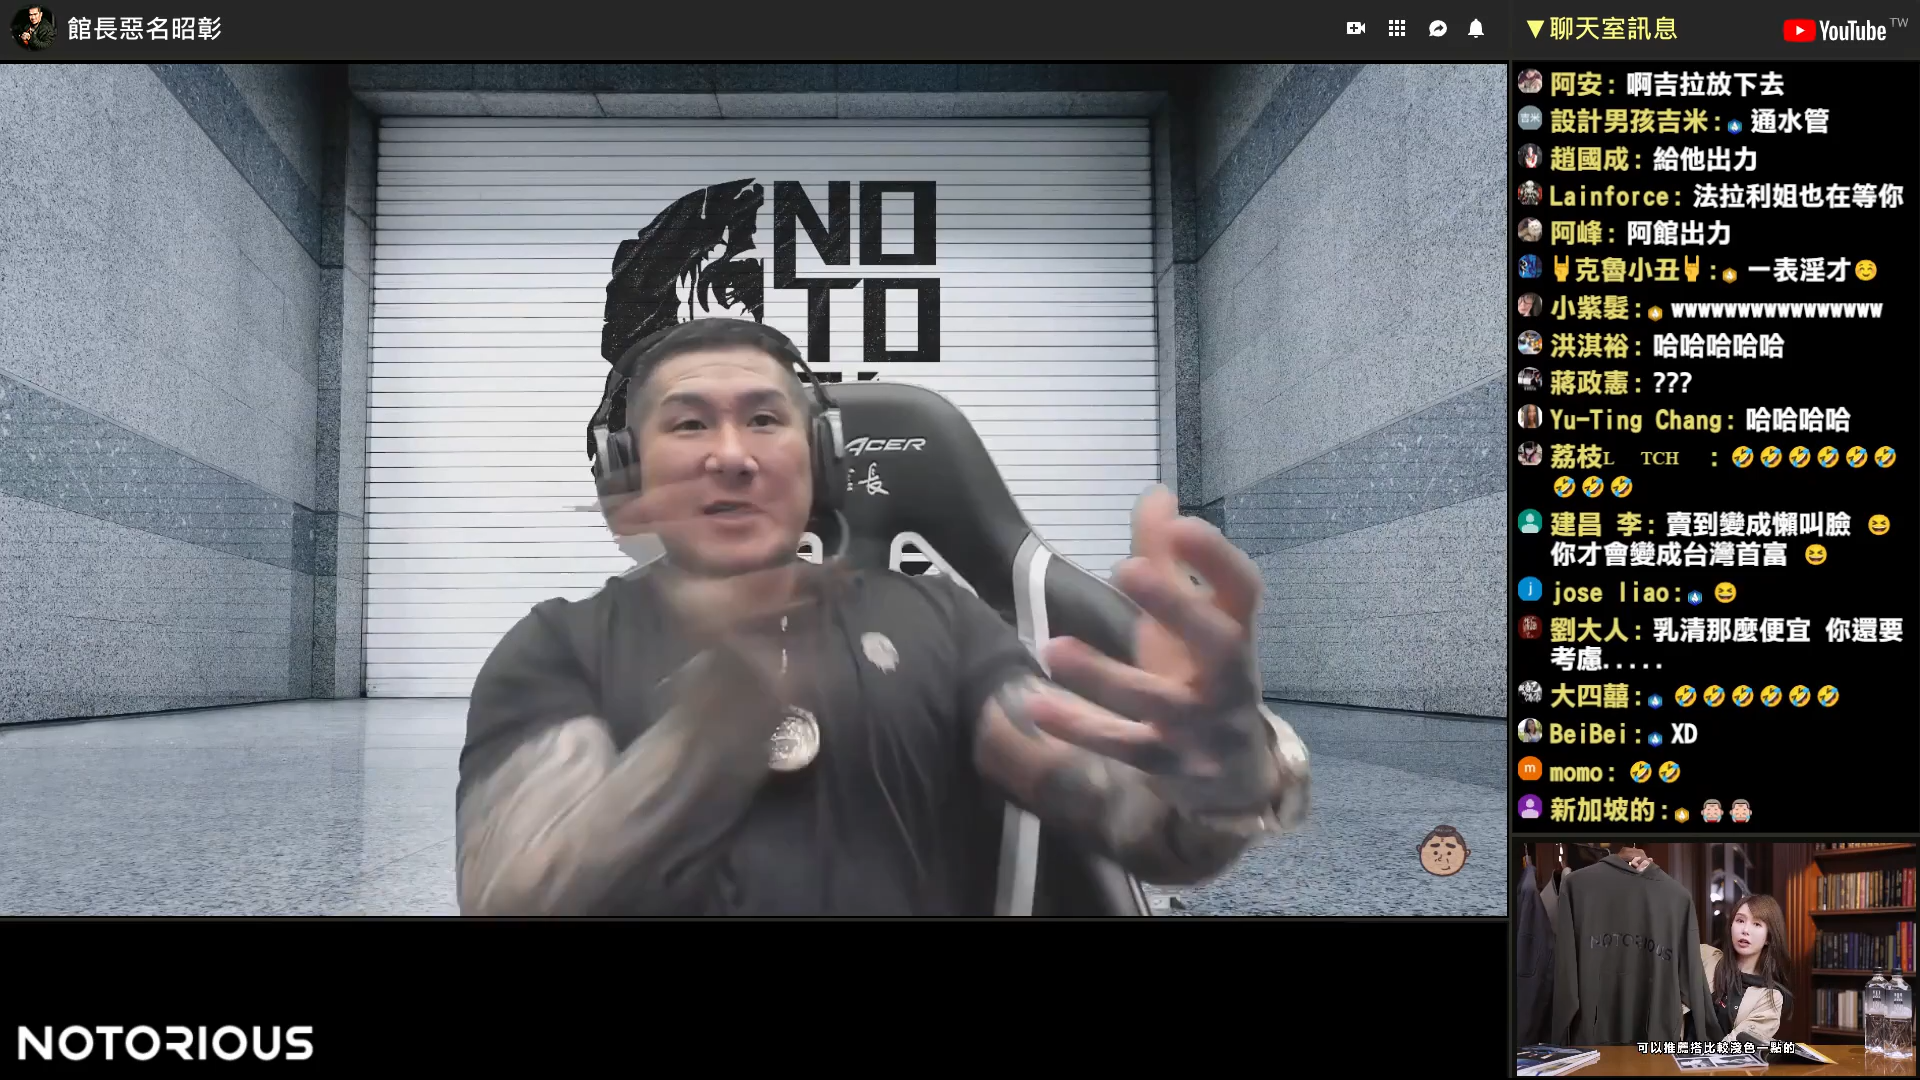 館長惡名昭彰
▼聊天室訊息
YouTube TW
NO
TO
ACER
長
阿安: 啊吉拉放下去
吉米
設計男孩吉米: 通水管
趙國成: 給他出力
Lainforce: 法拉利姐也在等你
阿峰: 阿館出力
🤘克魯小丑🤘: 一表淫才☺️
小紫髮: wwwwwwwwwwwwwwww
洪淇裕: 哈哈哈哈哈
蔣政憲: ???
Yu-Ting Chang: 哈哈哈哈
荔枝L TCH : 🤣🤣🤣🤣🤣🤣
🤣🤣🤣
建昌 李: 賣到變成懶叫臉 😆
你才會變成台灣首富 😆
j
jose liao: 😆
劉大人: 乳清那麼便宜 你還要
考慮.....
大四囍: 🤣🤣🤣🤣🤣🤣
BeiBei: XD
m
momo: 🤣🤣
新加坡的:
NOTORIOUS
可以推薦搭比較淺色一點的
NOTORIOUS